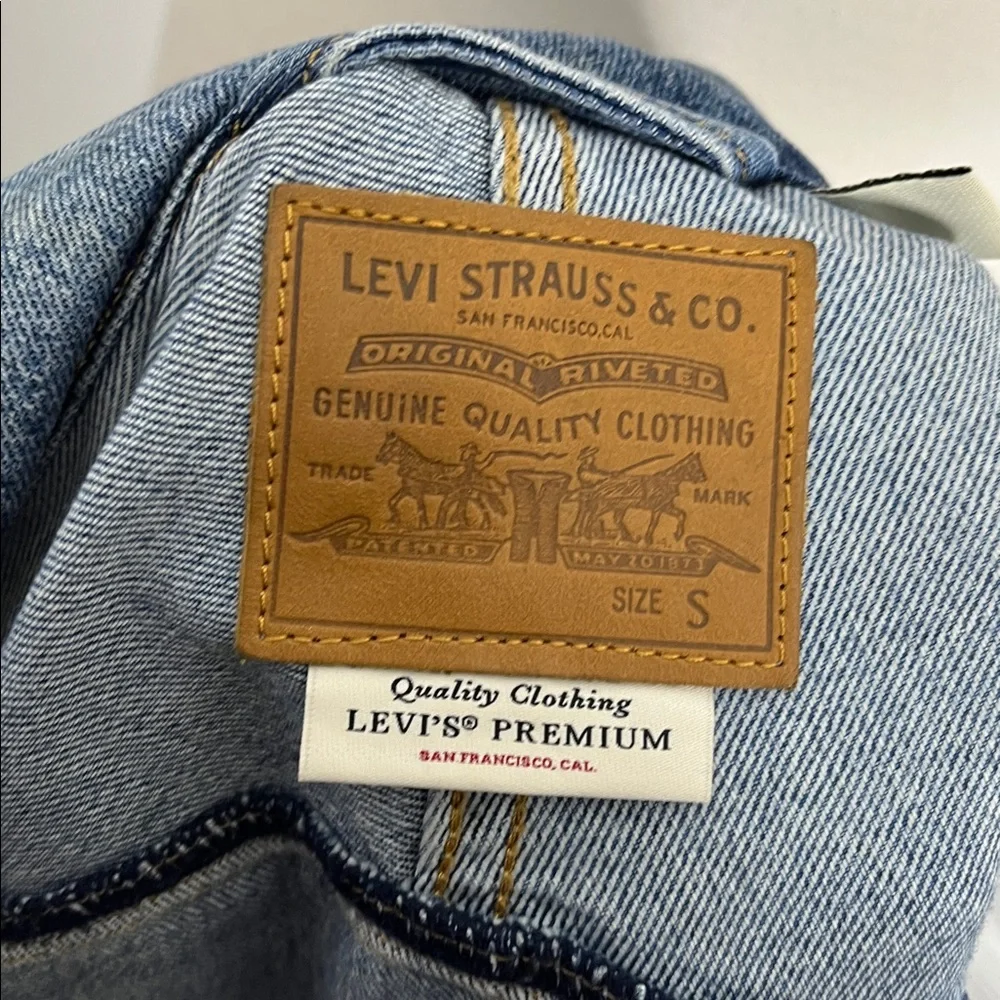 LEVI STRAUSS & CO.
SAN FRANCISCO,CAL
ORIGINAL RIVETED
GENUINE QUALITY CLOTHING
TRADE MARK
PATENTED MAY 20 1873
SIZE S
Quality Clothing
LEVI'S® PREMIUM
SAN FRANCISCO, CAL.